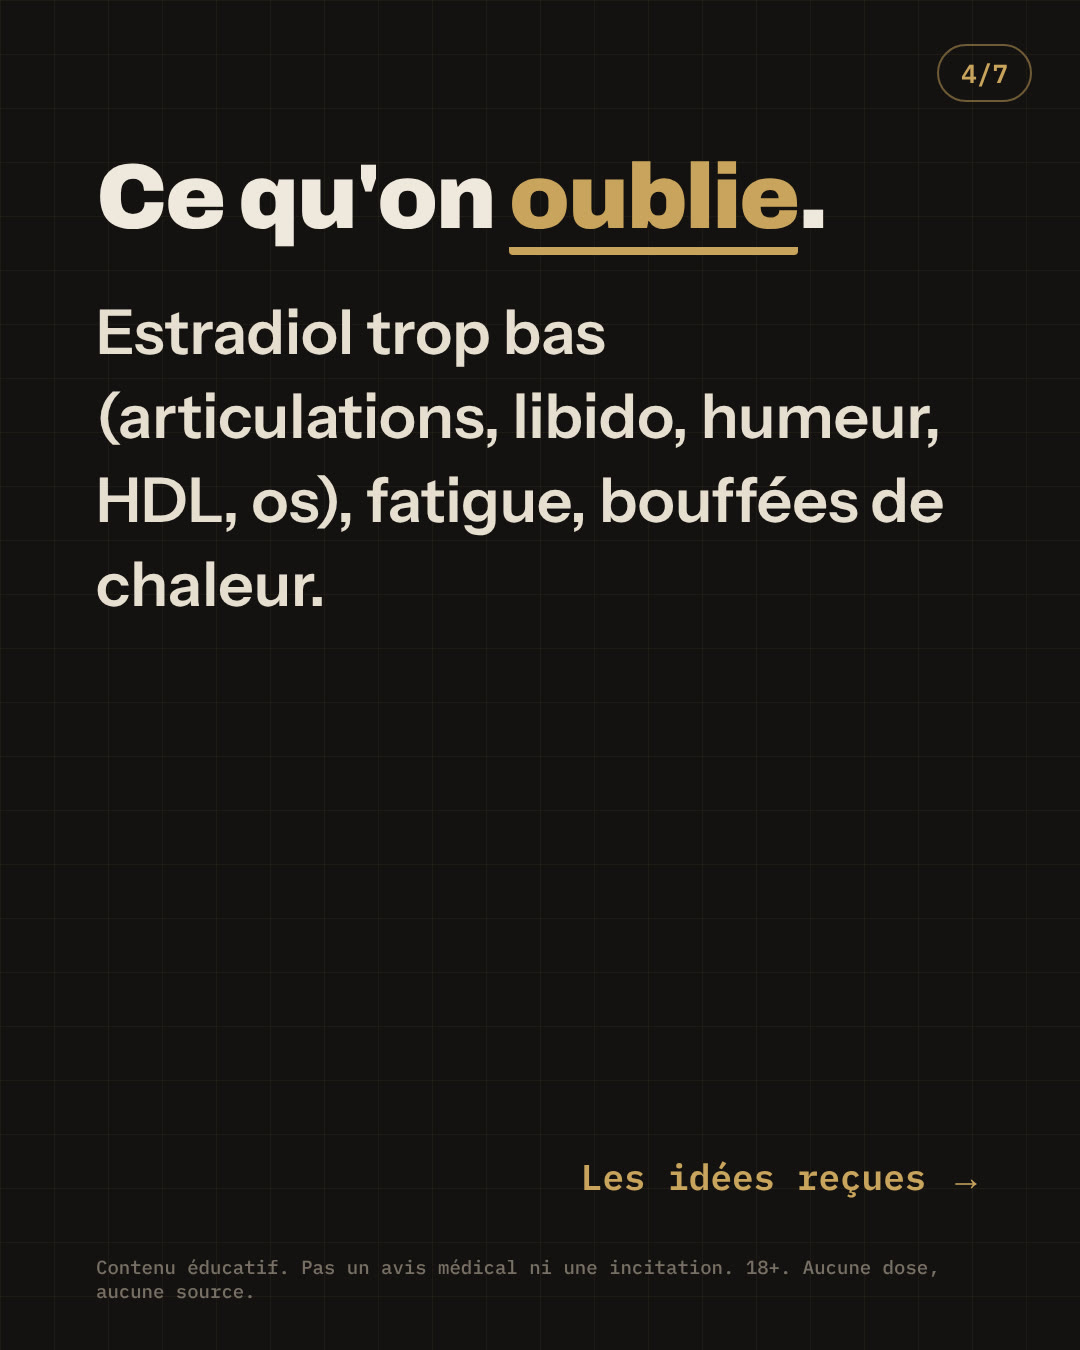 4/7
Ce qu'on oublie.
Estradiol trop bas
(articulations, libido, humeur,
HDL, os), fatigue, bouffées de
chaleur.
Les idées reçues →
Contenu éducatif. Pas un avis médical ni une incitation. 18+. Aucune dose,
aucune source.